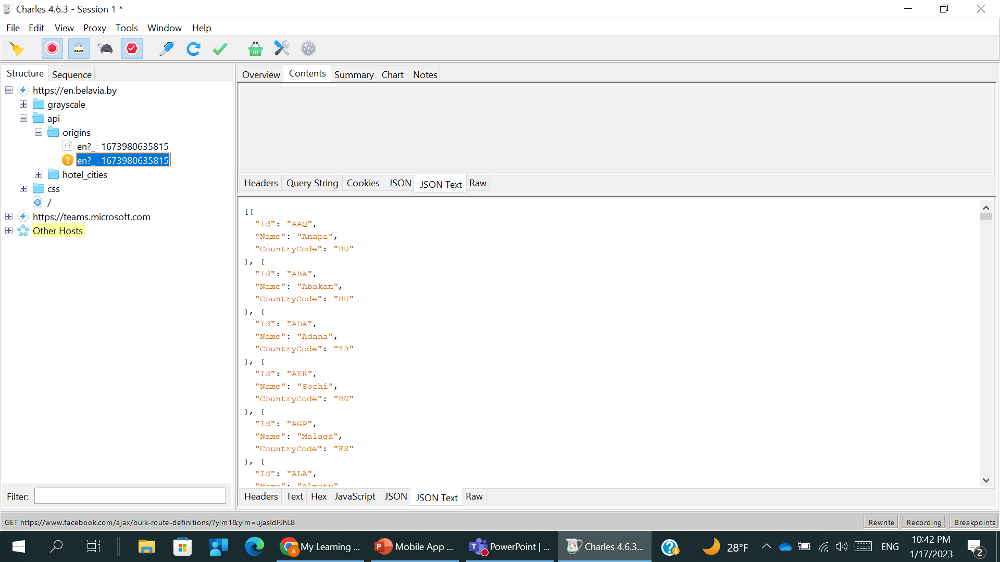 Charles 4.6.3 - Session 1 *
File Edit View Proxy Tools Window Help
Structure Sequence
https://en.belavia.by
grayscale
api
origins
en?_=1673980635815
en?_=1673980635815
hotel_cities
css
/
https://teams.microsoft.com
Other Hosts
Filter:
Overview Contents Summary Chart Notes
Headers Query String Cookies JSON JSON Text Raw
[{
"Id": "AAQ",
"Name": "Anapa",
"CountryCode": "RU"
}, {
"Id": "ABA",
"Name": "Abakan",
"CountryCode": "RU"
}, {
"Id": "ADA",
"Name": "Adana",
"CountryCode": "TR"
}, {
"Id": "AER",
"Name": "Sochi",
"CountryCode": "RU"
}, {
"Id": "AGP",
"Name": "Malaga",
"CountryCode": "ES"
}, {
"Id": "ALA",
"Name": "Almaty"
Headers Text Hex JavaScript JSON JSON Text Raw
GET https://www.facebook.com/ajax/bulk-route-definitions/?ylm1&ylm=ujasIdFJhL8
Rewrite Recording Breakpoints
My Learning ... Mobile App ... PowerPoint | ... Charles 4.6.3... 28°F ENG
10:42 PM
1/17/2023
2